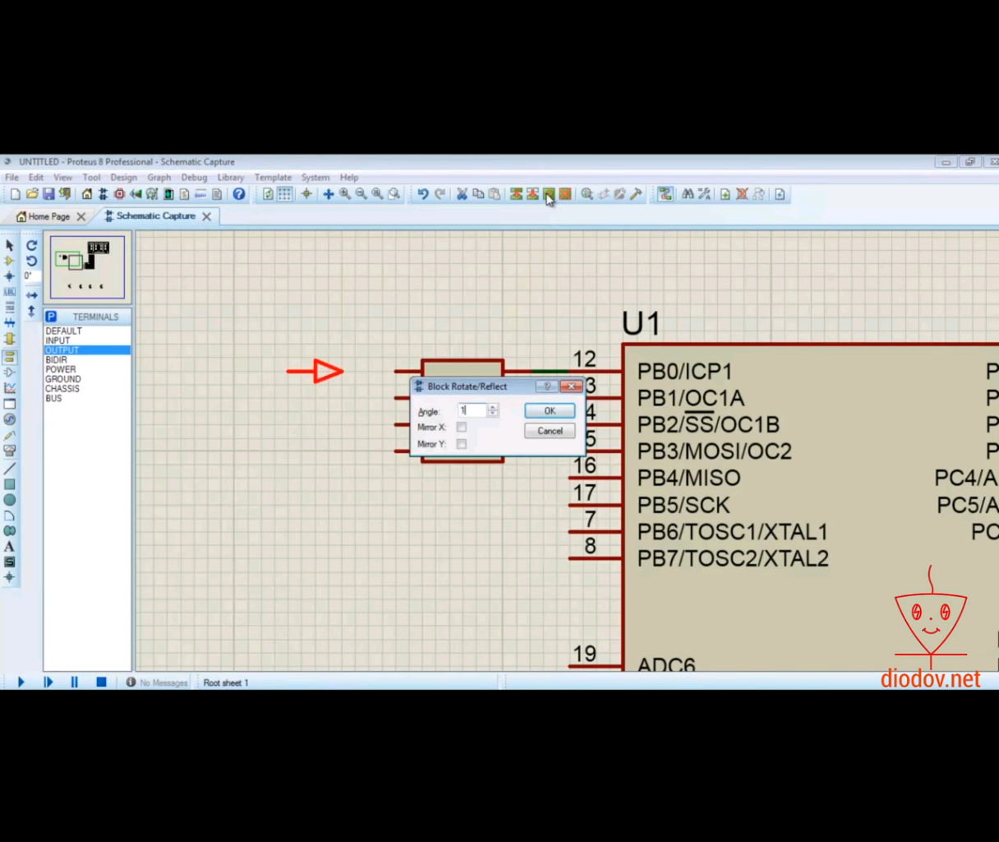 UNTITLED - Proteus 8 Professional - Schematic Capture
File Edit View Tool Design Graph Debug Library Template System Help
Home Page Schematic Capture
0°
LBL
P TERMINALS
DEFAULT
INPUT
OUTPUT
BIDIR
POWER
GROUND
CHASSIS
BUS
A
S
U1
12 PB0/ICP1
3 PB1/OC1A
4 PB2/SS/OC1B
5 PB3/MOSI/OC2
16 PB4/MISO
17 PB5/SCK
7 PB6/TOSC1/XTAL1
8 PB7/TOSC2/XTAL2
19 ADC6
P
P
P
P
PC4/A
PC5/A
PC
Block Rotate/Reflect
Angle: 1 OK
Mirror X: Cancel
Mirror Y:
No Messages Root sheet 1
diodov.net